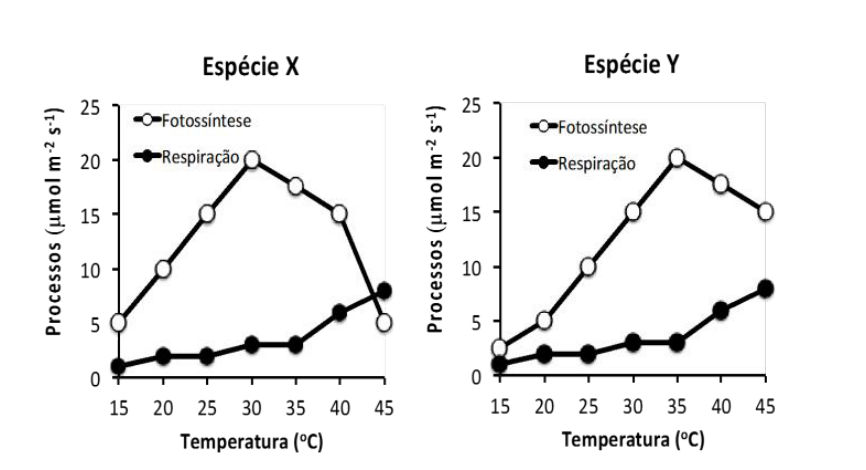 Espécie X
Processos (μmol m-2 s-1)
25
20
15
10
5
0
Fotossíntese
Respiração
15 20 25 30 35 40 45
Temperatura (oC)
Espécie Y
Processos (μmol m-2 s-1)
25
20
15
10
5
0
Fotossíntese
Respiração
15 20 25 30 35 40 45
Temperatura (oC)